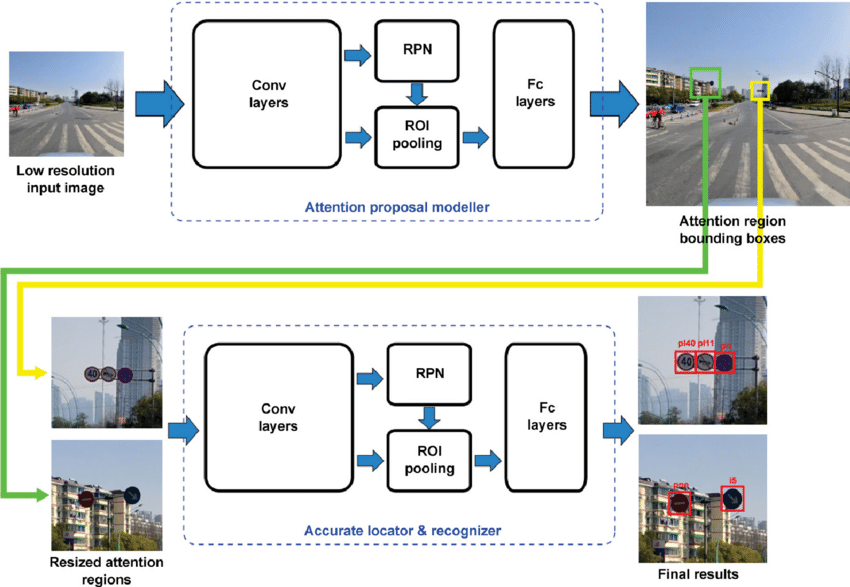 Low resolution
input image
Conv
layers
RPN
ROI
pooling
Fc
layers
Attention proposal modeller
Attention region
bounding boxes
40
Resized attention
regions
Conv
layers
RPN
ROI
pooling
Fc
layers
Accurate locator & recognizer
pl40 pl11
40
i5
Final results